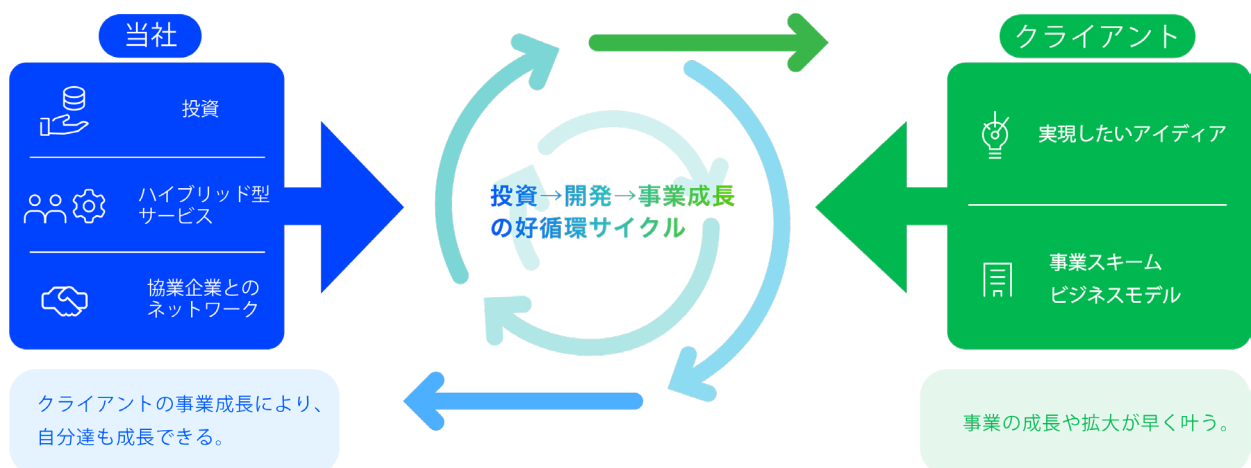 当社
投資
ハイブリッド型
サービス
協業企業との
ネットワーク
クライアントの事業成長により、
自分達も成長できる。
投資→開発→事業成長
の好循環サイクル
クライアント
実現したいアイディア
事業スキーム
ビジネスモデル
事業の成長や拡大が早く叶う。